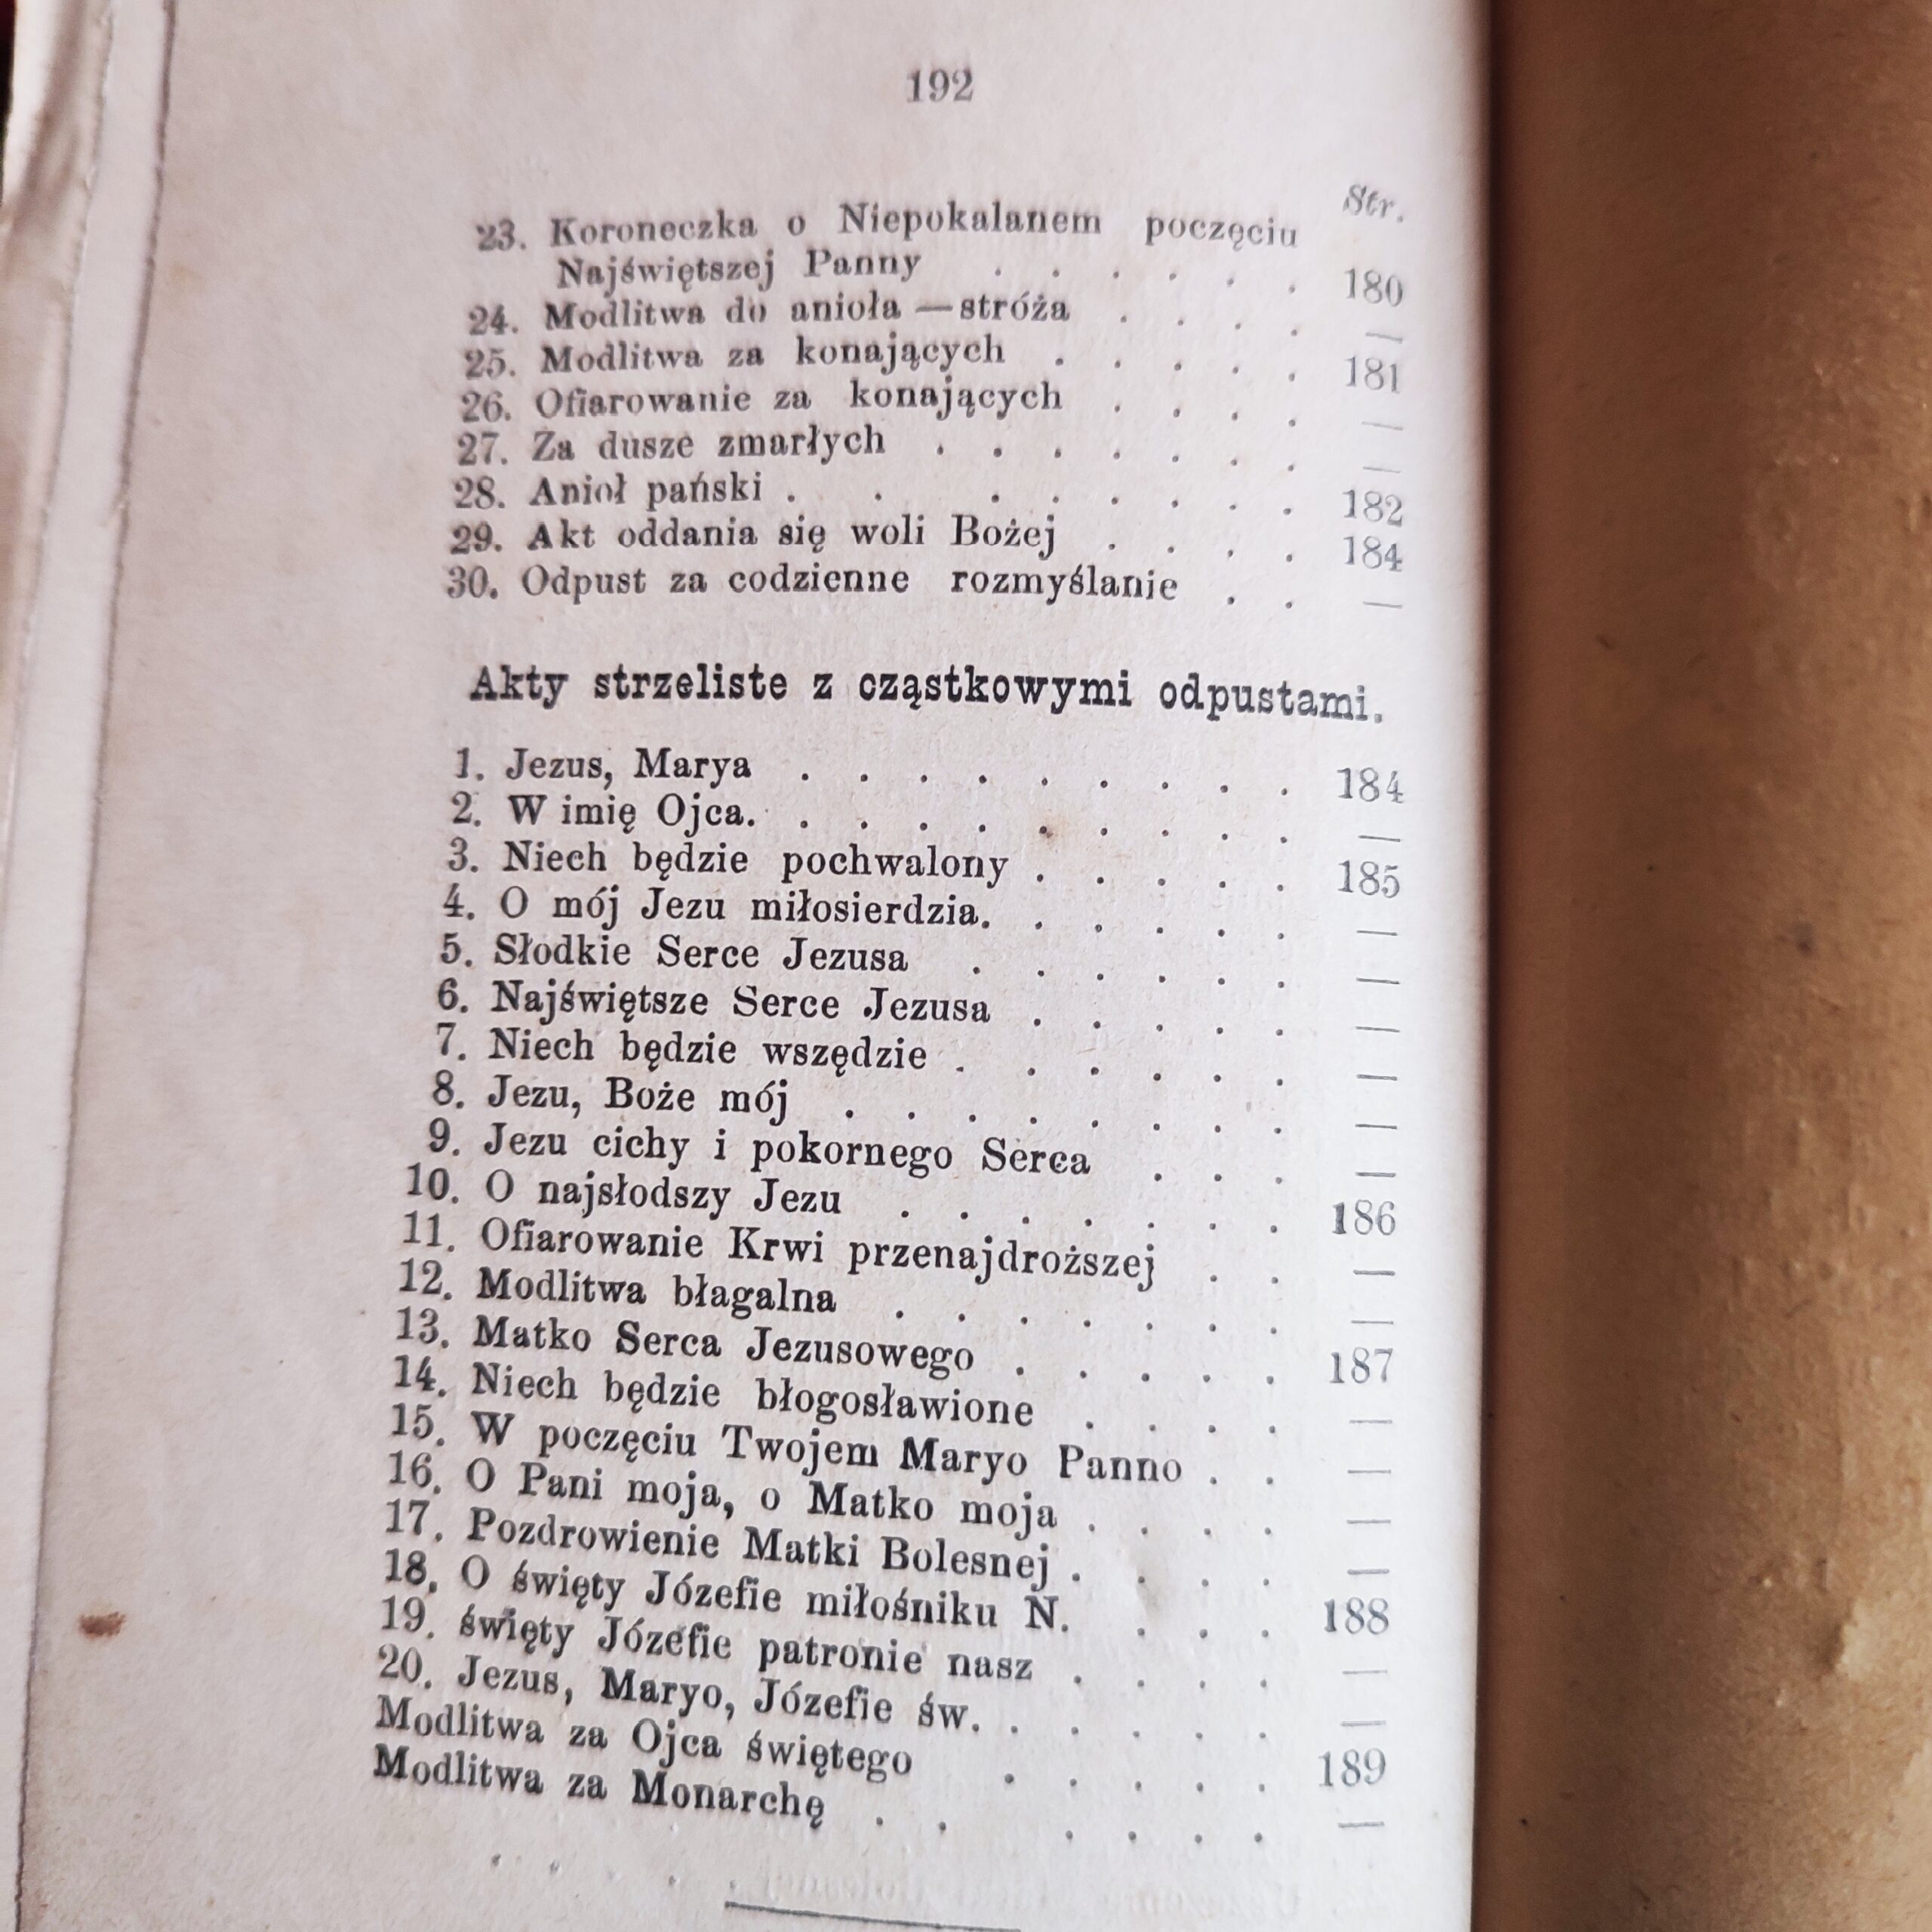 192
Str.
23. Koroneczka o Niepokalanem poczęciu
Najświętszej Panny . . . . . . 180
24. Modlitwa do anioła — stróża . . . . —
25. Modlitwa za konających . . . . . 181
26. Ofiarowanie za konających . . . . —
27. Za dusze zmarłych . . . . . . . —
28. Anioł pański . . . . . . . . 182
29. Akt oddania się woli Bożej . . . . 184
30. Odpust za codzienne rozmyślanie . . —
Akty strzeliste z cząstkowymi odpustami.
1. Jezus, Marya . . . . . . . . . 184
2. W imię Ojca. . . . . . . . . . —
3. Niech będzie pochwalony . . . . . 185
4. O mój Jezu miłosierdzia. . . . . . —
5. Słodkie Serce Jezusa . . . . . . —
6. Najświętsze Serce Jezusa . . . . . —
7. Niech będzie wszędzie . . . . . . —
8. Jezu, Boże mój . . . . . . . . —
9. Jezu cichy i pokornego Serca . . . —
10. O najsłodszy Jezu . . . . . . . 186
11. Ofiarowanie Krwi przenajdroższej . . —
12. Modlitwa błagalna . . . . . . . —
13. Matko Serca Jezusowego . . . . . 187
14. Niech będzie błogosławione . . . . —
15. W poczęciu Twojem Maryo Panno . . —
16. O Pani moja, o Matko moja . . . . —
17. Pozdrowienie Matki Bolesnej . . . . —
18. O święty Józefie miłośniku N. . . . 188
19. święty Józefie patronie nasz . . . . —
20. Jezus, Maryo, Józefie św. . . . . . —
Modlitwa za Ojca świętego . . . . . 189
Modlitwa za Monarchę . . . . . . —